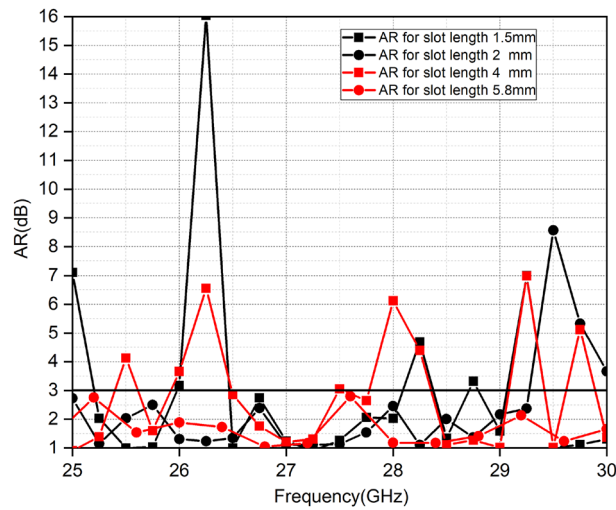 16
15
14
13
12
11
10
9
8
7
6
5
4
3
2
1
AR(dB)
AR for slot length 1.5mm
AR for slot length 2 mm
AR for slot length 4 mm
AR for slot length 5.8mm
25 26 27 28 29 30
Frequency(GHz)